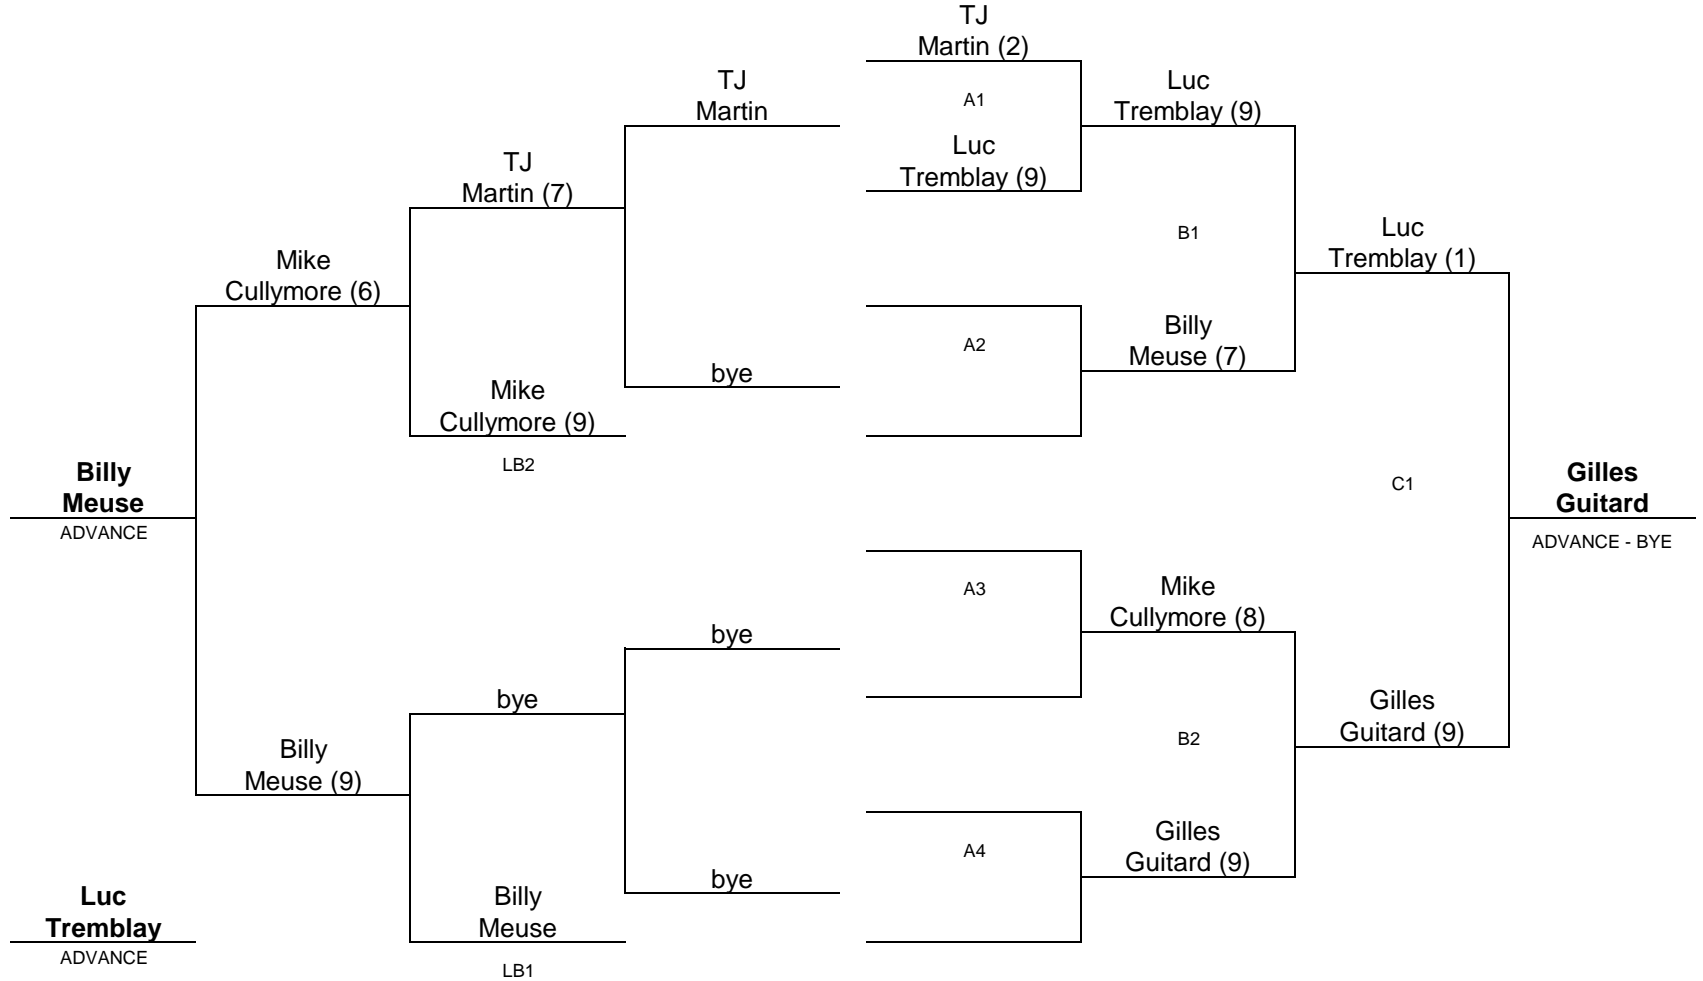 TJ
Martin (2)
A1
Luc
Tremblay (9)
Luc
Tremblay (9)
TJ
Martin
TJ
Martin (7)
B1
Luc
Tremblay (1)
Mike
Cullymore (6)
A2
Billy
Meuse (7)
bye
Mike
Cullymore (9)
LB2
Billy
Meuse
ADVANCE
C1
Gilles
Guitard
ADVANCE - BYE
A3
Mike
Cullymore (8)
bye
bye
Gilles
Guitard (9)
B2
Billy
Meuse (9)
A4
Gilles
Guitard (9)
bye
Luc
Tremblay
ADVANCE
Billy
Meuse
LB1